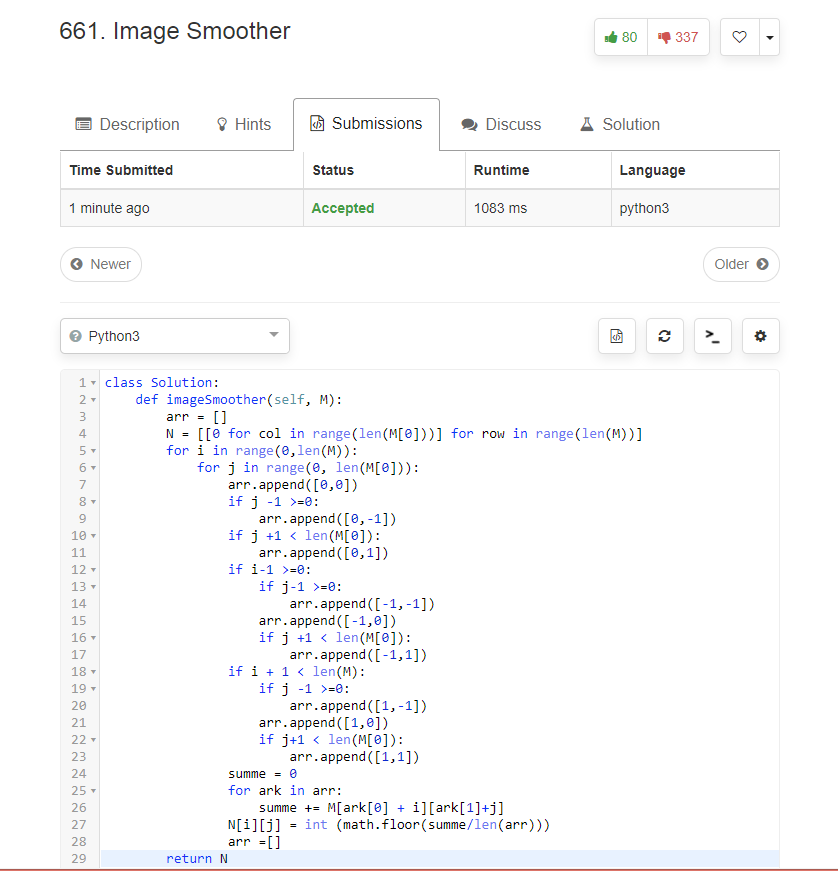 661. Image Smoother
80 337
Description Hints Submissions Discuss Solution
Time Submitted Status Runtime Language
1 minute ago Accepted 1083 ms python3
Newer Older
Python3
1 class Solution:
2     def imageSmoother(self, M):
3         arr = []
4         N = [[0 for col in range(len(M[0]))] for row in range(len(M))]
5         for i in range(0,len(M)):
6             for j in range(0, len(M[0])):
7                 arr.append([0,0])
8                 if j -1 >=0:
9                     arr.append([0,-1])
10                 if j +1 < len(M[0]):
11                     arr.append([0,1])
12                 if i-1 >=0:
13                     if j-1 >=0:
14                         arr.append([-1,-1])
15                     arr.append([-1,0])
16                     if j +1 < len(M[0]):
17                         arr.append([-1,1])
18                 if i + 1 < len(M):
19                     if j -1 >=0:
20                         arr.append([1,-1])
21                     arr.append([1,0])
22                     if j+1 < len(M[0]):
23                         arr.append([1,1])
24                 summe = 0
25                 for ark in arr:
26                     summe += M[ark[0] + i][ark[1]+j]
27                 N[i][j] = int (math.floor(summe/len(arr)))
28                 arr =[]
29         return N